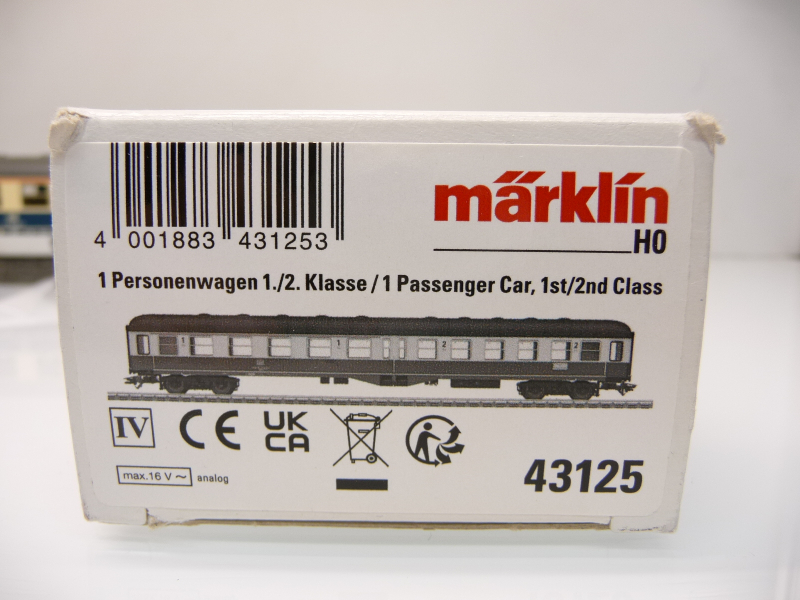 4 001883 431253
märklin
H0
1 Personenwagen 1./2. Klasse / 1 Passenger Car, 1st/2nd Class
1 1 2 2
IV CE UK CA
max.16 V ~ analog
43125